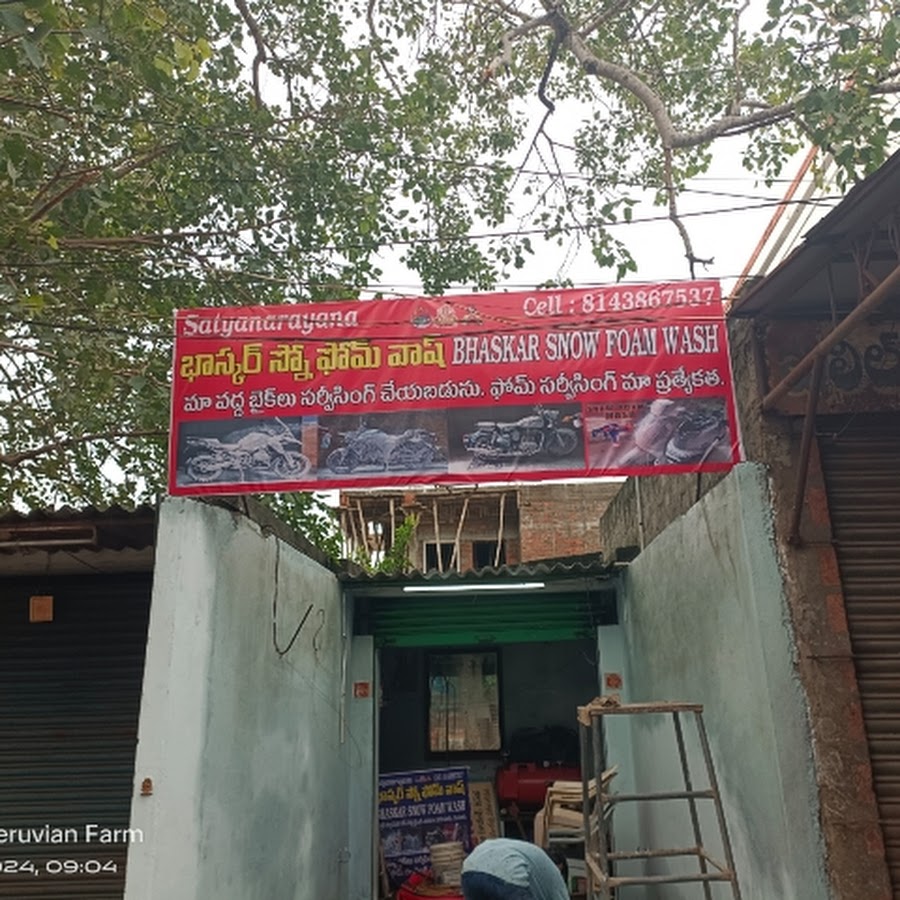 Satyanarayana
Cell : 8143867537
భాస్కర్ స్నో ఫోమ్ వాష్ BHASKAR SNOW FOAM WASH
మా వద్ద బైక్‌లు సర్వీసింగ్ చేయబడును. ఫోమ్ సర్వీసింగ్ మా ప్రత్యేకత.
భాస్కర్ స్నో ఫోమ్ వాష్
BHASKAR SNOW FOAM WASH
eruvian Farm
024, 09:04